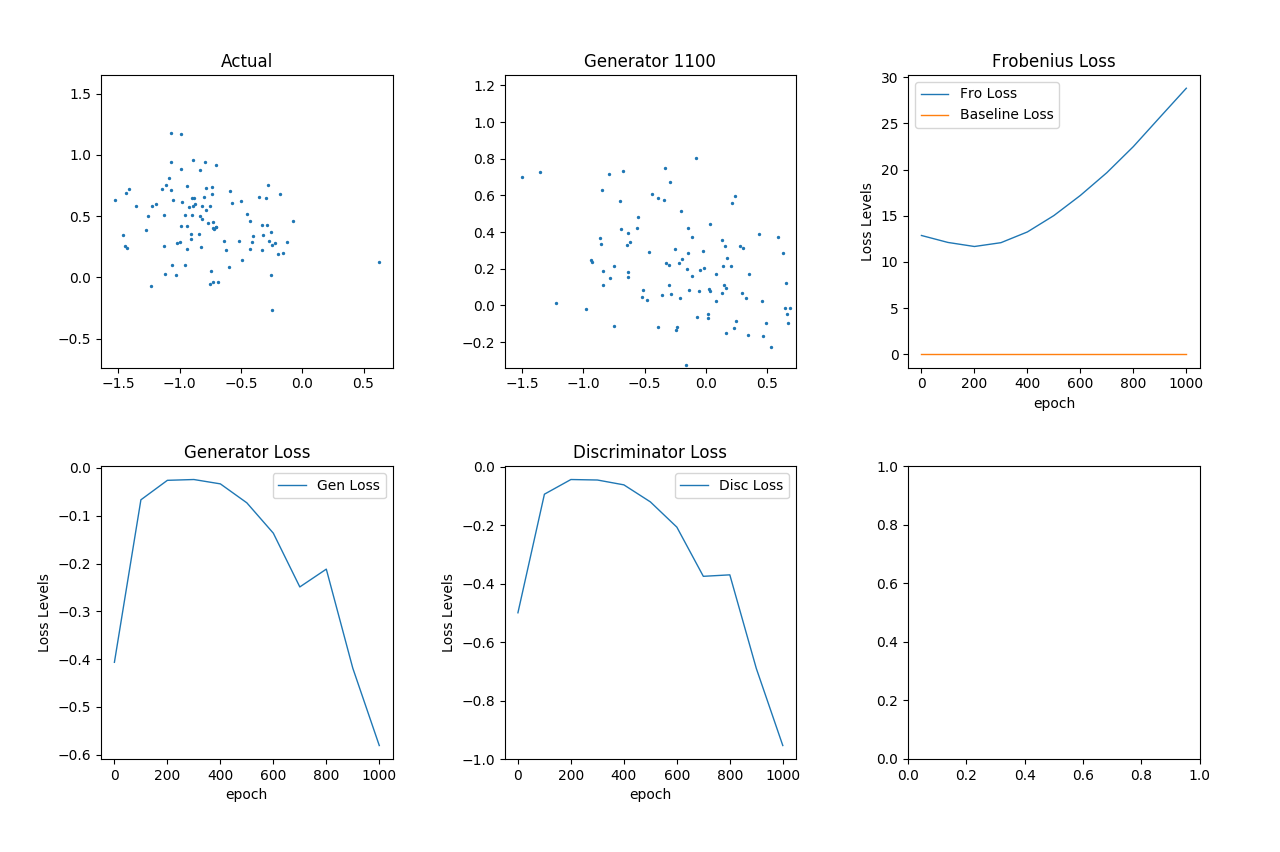 Actual
1.5
1.0
0.5
0.0
−0.5
−1.5 −1.0 −0.5 0.0 0.5
Generator 1100
1.2
1.0
0.8
0.6
0.4
0.2
0.0
−0.2
−1.5 −1.0 −0.5 0.0 0.5
Frobenius Loss
Fro Loss
Baseline Loss
Loss Levels
30
25
20
15
10
5
0
0 200 400 600 800 1000
epoch
Generator Loss
Gen Loss
Loss Levels
0.0
−0.1
−0.2
−0.3
−0.4
−0.5
−0.6
0 200 400 600 800 1000
epoch
Discriminator Loss
Disc Loss
Loss Levels
0.0
−0.2
−0.4
−0.6
−0.8
−1.0
0 200 400 600 800 1000
epoch
1.0
0.8
0.6
0.4
0.2
0.0
0.0 0.2 0.4 0.6 0.8 1.0